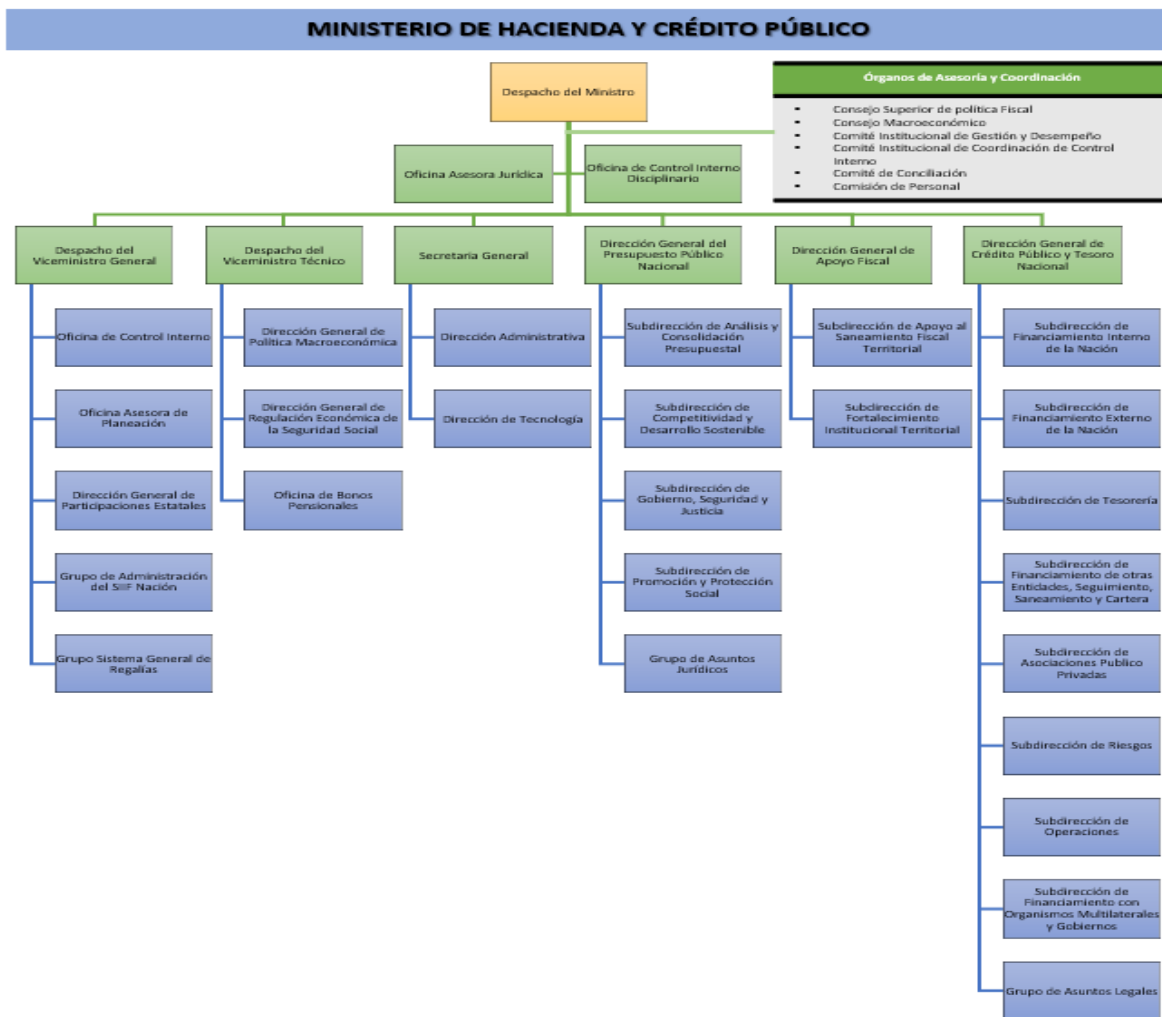 MINISTERIO DE HACIENDA Y CRÉDITO PÚBLICO
Despacho del Ministro
Órganos de Asesoría y Coordinación
Consejo Superior de política Fiscal
Consejo Macroeconómico
Comité Institucional de Gestión y Desempeño
Comité Institucional de Coordinación de Control
Interno
Comité de Conciliación
Comisión de Personal
Oficina Asesora Jurídica
Oficina de Control Interno
Disciplinario
Despacho del
Viceministro General
Despacho del
Viceministro Técnico
Secretaria General
Dirección General del
Presupuesto Público
Nacional
Dirección General de
Apoyo Fiscal
Dirección General de
Crédito Público y Tesoro
Nacional
Oficina de Control Interno
Oficina Asesora de
Planeación
Dirección General de
Participaciones Estatales
Grupo de Administración
del SIIF Nación
Grupo Sistema General de
Regalías
Dirección General de
Política Macroeconómica
Dirección General de
Regulación Económica de
la Seguridad Social
Oficina de Bonos
Pensionales
Dirección Administrativa
Dirección de Tecnología
Subdirección de Análisis y
Consolidación
Presupuestal
Subdirección de
Competitividad y
Desarrollo Sostenible
Subdirección de
Gobierno, Seguridad y
Justicia
Subdirección de
Promoción y Protección
Social
Grupo de Asuntos
Jurídicos
Subdirección de Apoyo al
Saneamiento Fiscal
Territorial
Subdirección de
Fortalecimiento
Institucional Territorial
Subdirección de
Financiamiento Interno
de la Nación
Subdirección de
Financiamiento Externo
de la Nación
Subdirección de Tesorería
Subdirección de
Financiamiento de otras
Entidades, Seguimiento,
Saneamiento y Cartera
Subdirección de
Asociaciones Publico
Privadas
Subdirección de Riesgos
Subdirección de
Operaciones
Subdirección de
Financiamiento con
Organismos Multilaterales
y Gobiernos
Grupo de Asuntos Legales